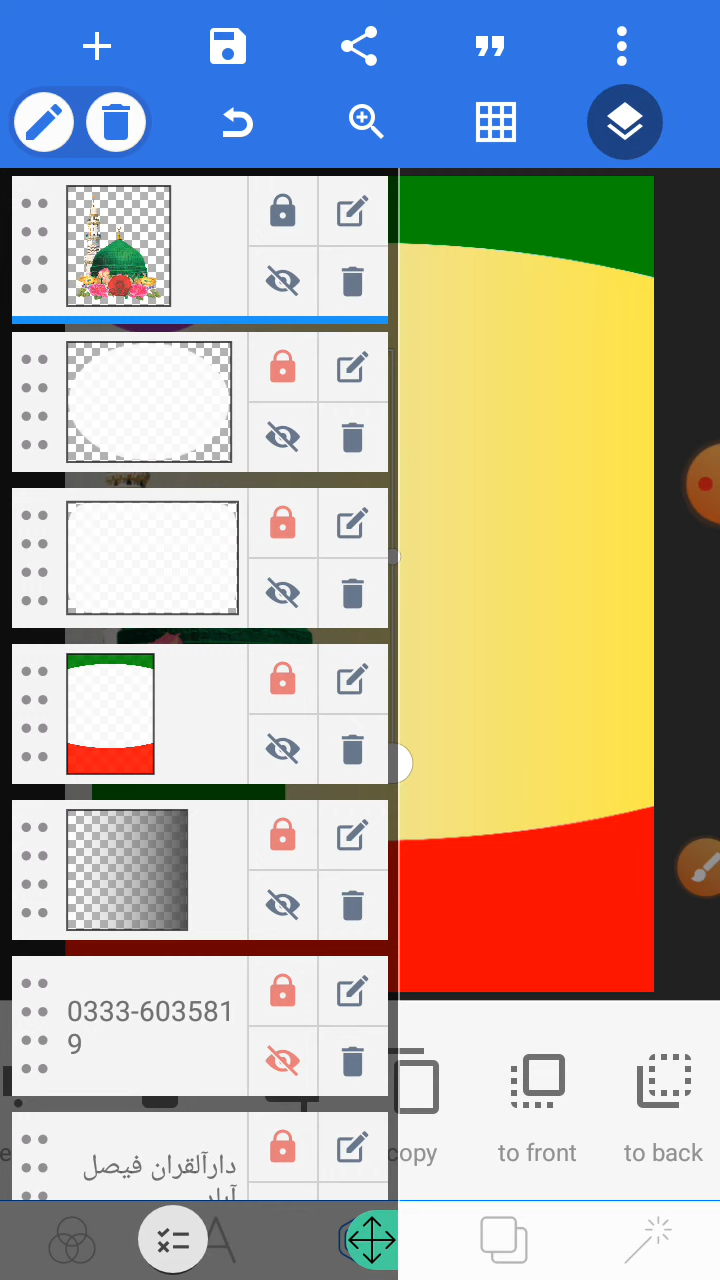 0333-603581
9
دارآلقران فیصل
copy
to front
to back